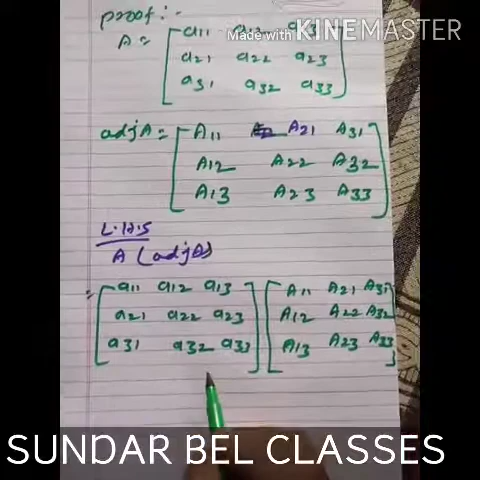 proof:-
A = [ a11 a12 a13
Made with KINEMASTER
a21 a22 a23
a31 a32 a33 ]
adjA = [ A11 A21 A31
A12 A22 A32
A13 A23 A33 ]
L.H.S
A (adjA)
= [ a11 a12 a13 ] [ A11 A21 A31 ]
a21 a22 a23 A12 A22 A32
a31 a32 a33 A13 A23 A33
SUNDAR BEL CLASSES